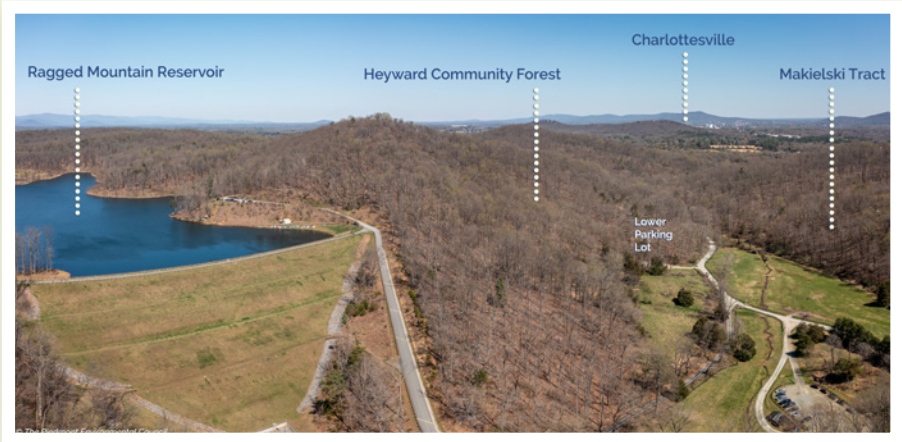 Charlottesville
Ragged Mountain Reservoir
Heyward Community Forest
Makielski Tract
Lower
Parking
Lot
© The Piedmont Environmental Council